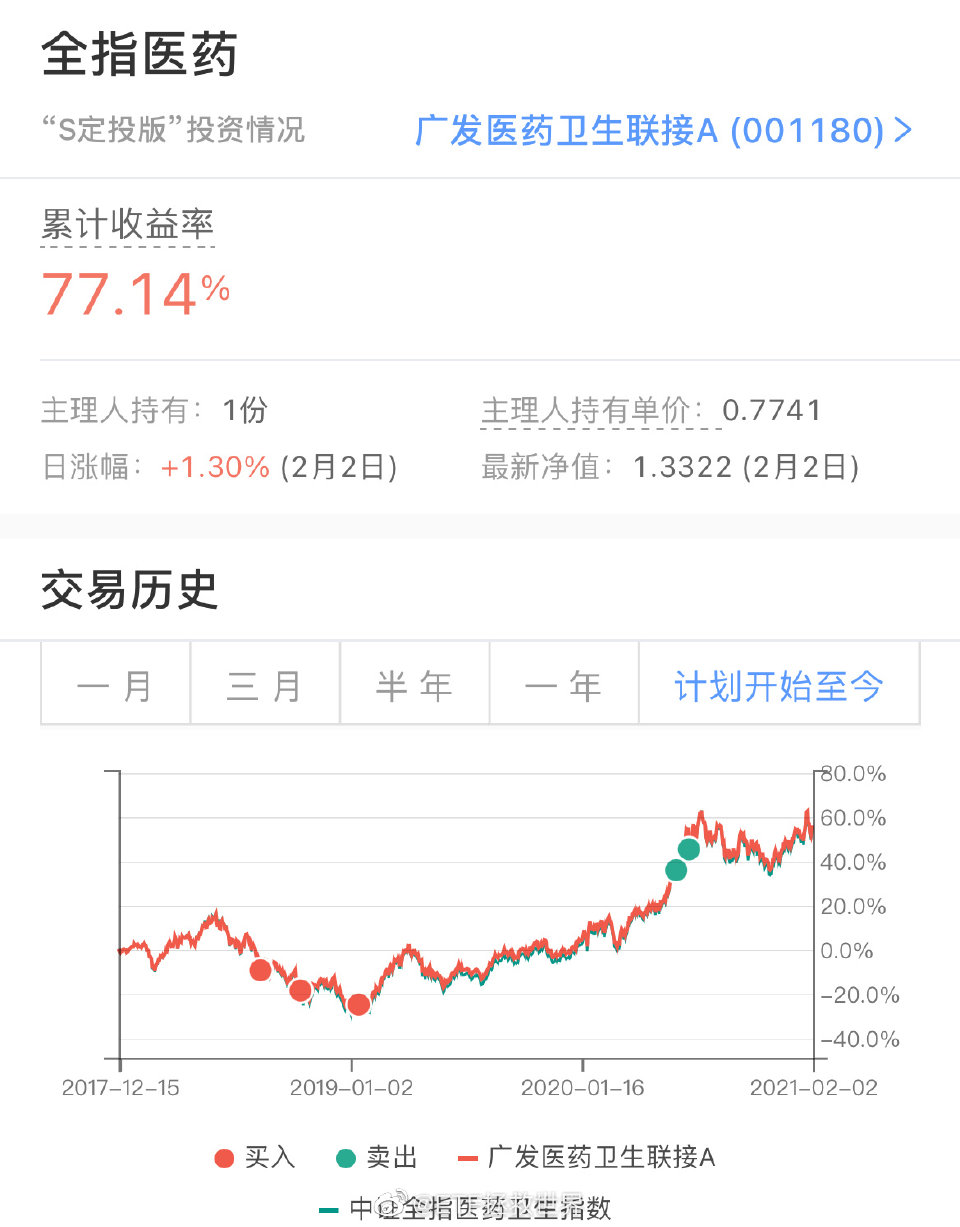 全指医药
“S定投版”投资情况 广发医药卫生联接A (001180) >
累计收益率
77.14%
主理人持有： 1份 主理人持有单价： 0.7741
日涨幅： +1.30% (2月2日) 最新净值： 1.3322 (2月2日)
交易历史
一月 三月 半年 一年 计划开始至今
80.0%
60.0%
40.0%
20.0%
0.0%
-20.0%
-40.0%
2017-12-15 2019-01-02 2020-01-16 2021-02-02
买入 卖出 广发医药卫生联接A
中证全指医药卫生指数